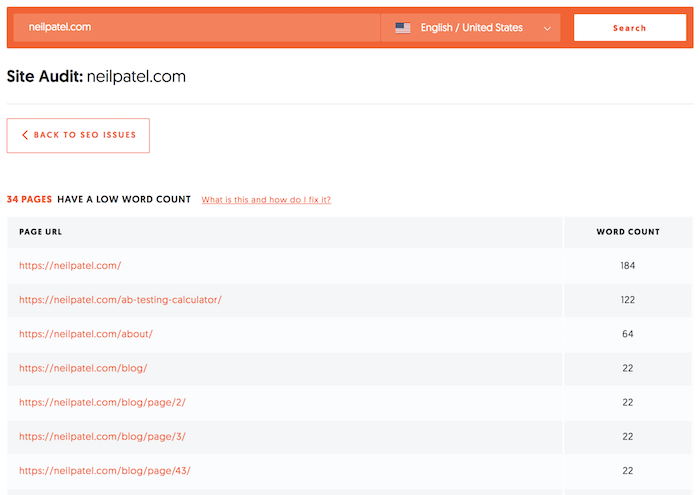 neilpatel.com English / United States Search
Site Audit: neilpatel.com
BACK TO SEO ISSUES
34 PAGES HAVE A LOW WORD COUNT What is this and how do I fix it?
PAGE URL WORD COUNT
https://neilpatel.com/ 184
https://neilpatel.com/ab-testing-calculator/ 122
https://neilpatel.com/about/ 64
https://neilpatel.com/blog/ 22
https://neilpatel.com/blog/page/2/ 22
https://neilpatel.com/blog/page/3/ 22
https://neilpatel.com/blog/page/43/ 22